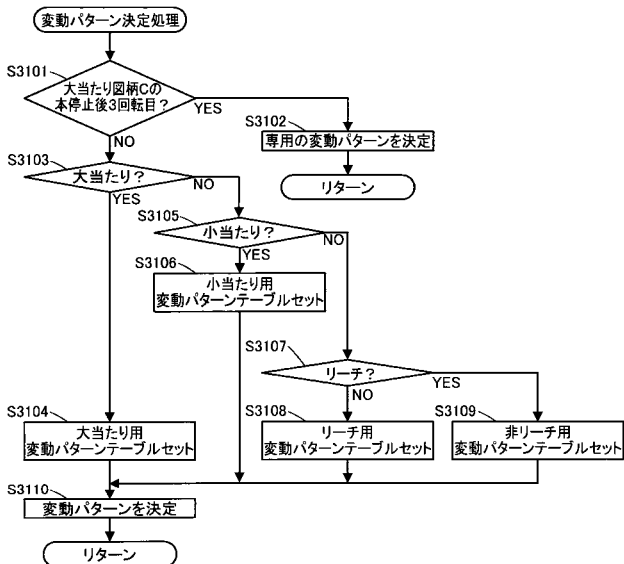 変動パターン決定処理
S3101
大当たり図柄Cの
本停止後3回転目?
YES
NO
S3102
専用の変動パターンを決定
リターン
S3103
大当たり?
NO
YES
S3105
小当たり?
NO
YES
S3106
小当たり用
変動パターンテーブルセット
S3107
リーチ?
YES
NO
S3104
大当たり用
変動パターンテーブルセット
S3108
リーチ用
変動パターンテーブルセット
S3109
非リーチ用
変動パターンテーブルセット
S3110
変動パターンを決定
リターン